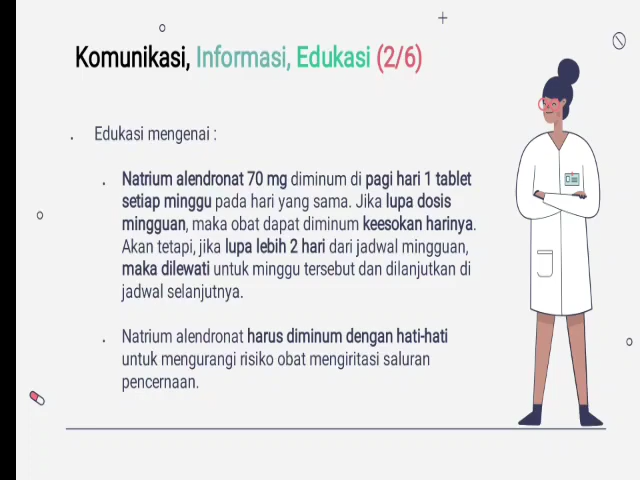 Komunikasi, Informasi, Edukasi (2/6)
Edukasi mengenai :
Natrium alendronat 70 mg diminum di pagi hari 1 tablet
setiap minggu pada hari yang sama. Jika lupa dosis
mingguan, maka obat dapat diminum keesokan harinya.
Akan tetapi, jika lupa lebih 2 hari dari jadwal mingguan,
maka dilewati untuk minggu tersebut dan dilanjutkan di
jadwal selanjutnya.
Natrium alendronat harus diminum dengan hati-hati
untuk mengurangi risiko obat mengiritasi saluran
pencernaan.